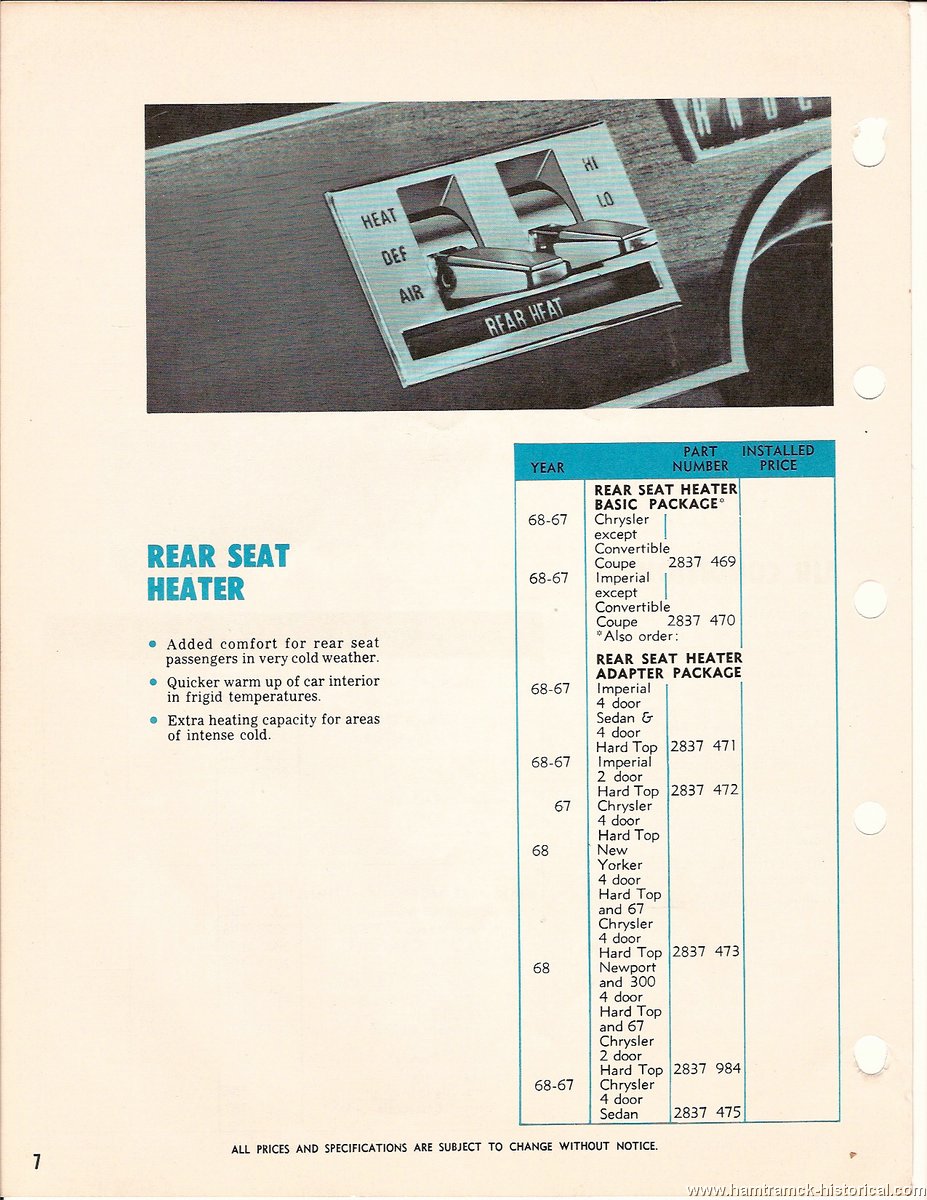 HEAT
DEF
AIR
HI
LO
REAR HEAT
REAR SEAT
HEATER
• Added comfort for rear seat
passengers in very cold weather.
• Quicker warm up of car interior
in frigid temperatures.
• Extra heating capacity for areas
of intense cold.
YEAR PART NUMBER INSTALLED PRICE
REAR SEAT HEATER
BASIC PACKAGE*
68-67 Chrysler
except
Convertible
Coupe 2837 469
68-67 Imperial
except
Convertible
Coupe 2837 470
*Also order:
REAR SEAT HEATER
ADAPTER PACKAGE
68-67 Imperial
4 door
Sedan &
4 door
Hard Top 2837 471
68-67 Imperial
2 door
Hard Top 2837 472
67 Chrysler
4 door
Hard Top
68 New
Yorker
4 door
Hard Top
and 67
Chrysler
4 door
Hard Top 2837 473
68 Newport
and 300
4 door
Hard Top
and 67
Chrysler
2 door
Hard Top 2837 984
68-67 Chrysler
4 door
Sedan 2837 475
ALL PRICES AND SPECIFICATIONS ARE SUBJECT TO CHANGE WITHOUT NOTICE.
7
www.hamtramck-historical.com